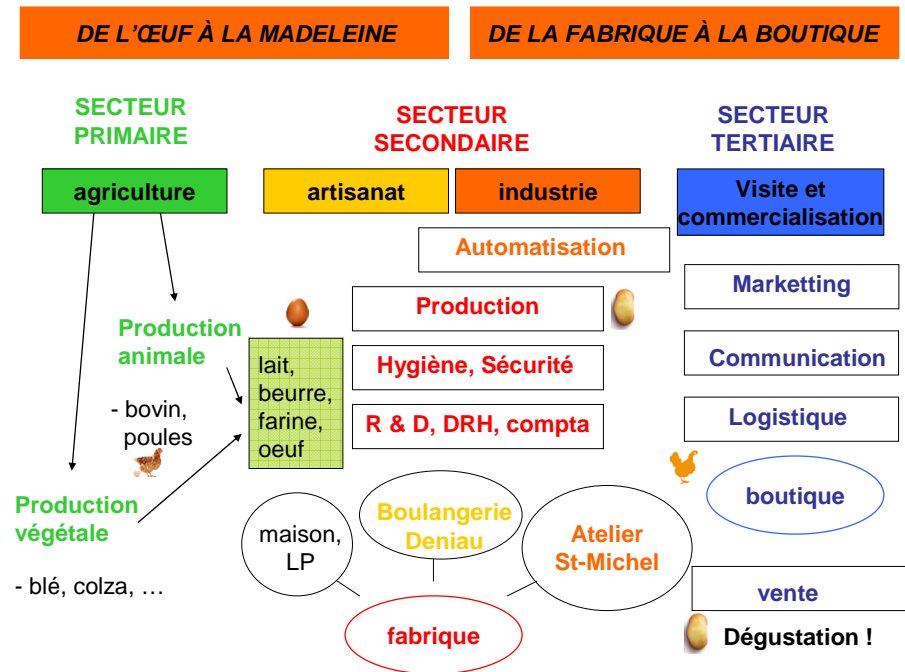 DE L'ŒUF À LA MADELEINE
DE LA FABRIQUE À LA BOUTIQUE
SECTEUR
PRIMAIRE
SECTEUR
SECONDAIRE
SECTEUR
TERTIAIRE
agriculture
artisanat
industrie
Visite et
commercialisation
Automatisation
Marketting
Production
Production
animale
lait,
beurre,
farine,
oeuf
Hygiène, Sécurité
Communication
- bovin,
poules
R & D, DRH, compta
Logistique
Production
végétale
maison,
LP
Boulangerie
Deniau
Atelier
St-Michel
boutique
- blé, colza, …
fabrique
vente
Dégustation !